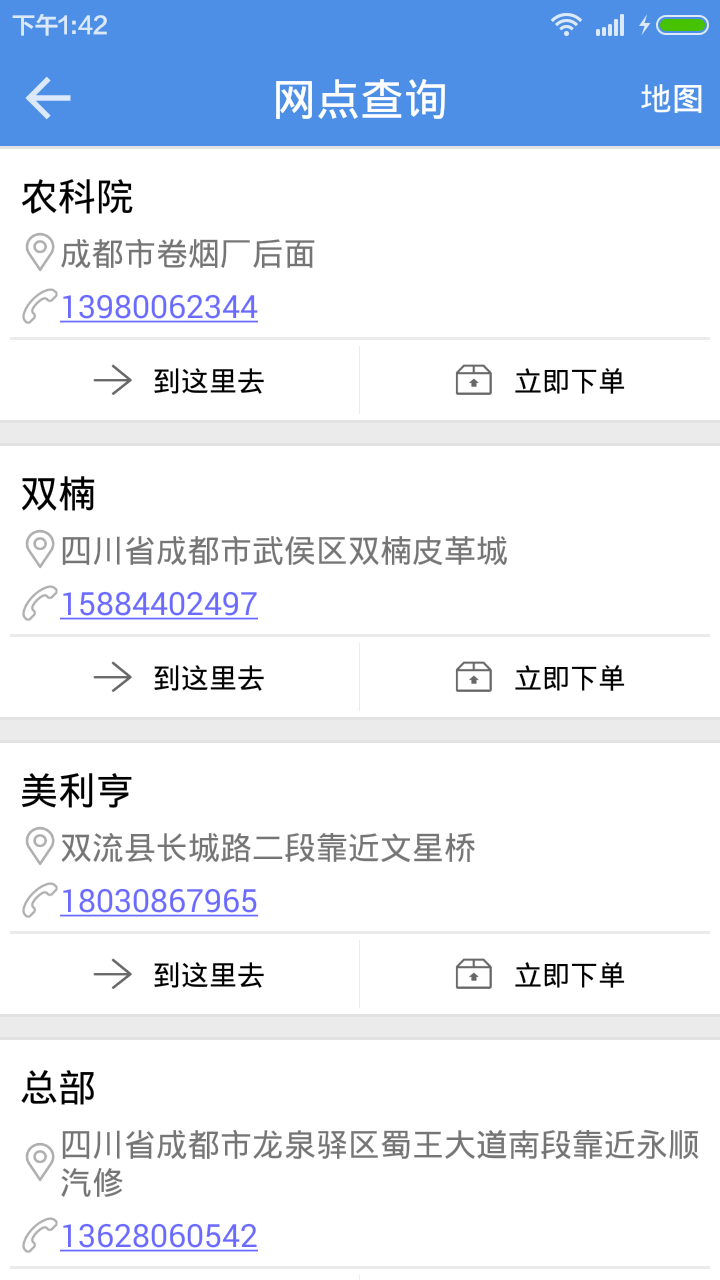 下午1:42
网点查询
地图
农科院
成都市卷烟厂后面
13980062344
到这里去
立即下单
双楠
四川省成都市武侯区双楠皮革城
15884402497
到这里去
立即下单
美利亨
双流县长城路二段靠近文星桥
18030867965
到这里去
立即下单
总部
四川省成都市龙泉驿区蜀王大道南段靠近永顺
汽修
13628060542